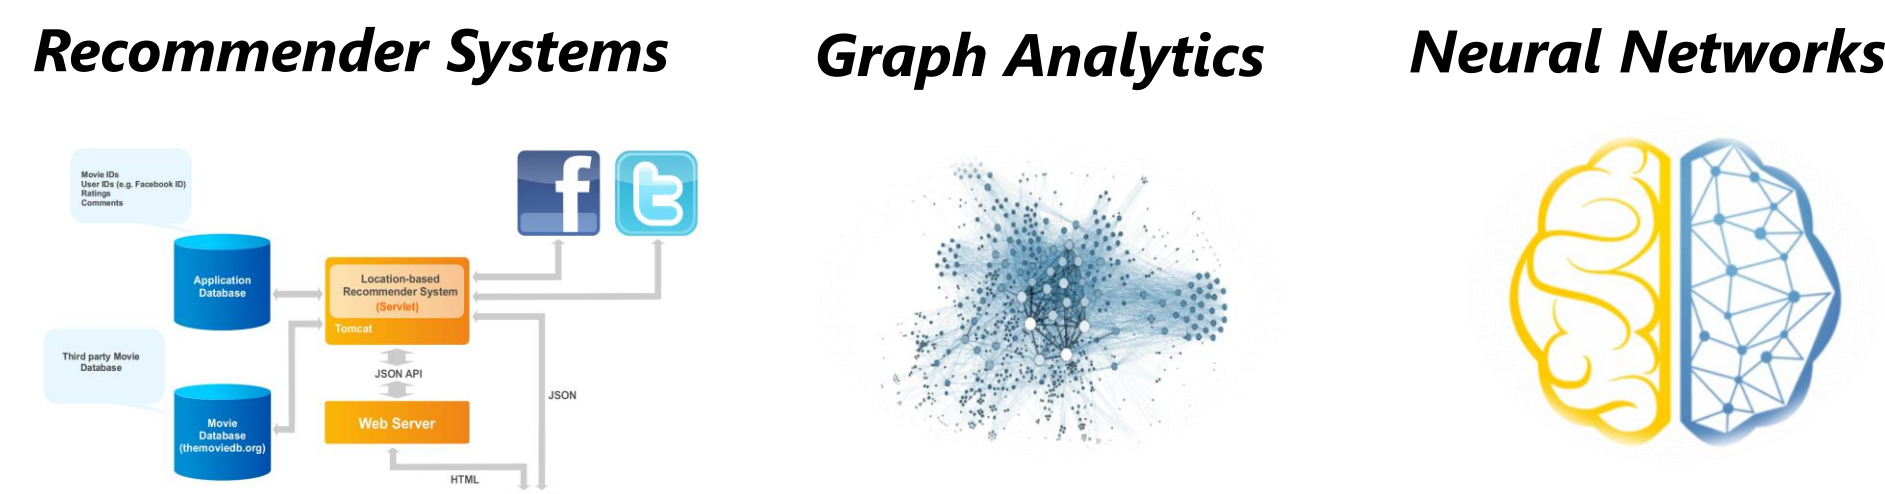 Recommender Systems
Graph Analytics
Neural Networks
Movie IDs
User IDs (e.g. Facebook ID)
Ratings
Comments
f
t
Application
Database
Location-based
Recommender System
(Servlet)
Tomcat
Third party Movie
Database
JSON API
JSON
Movie
Database
(themoviedb.org)
Web Server
HTML